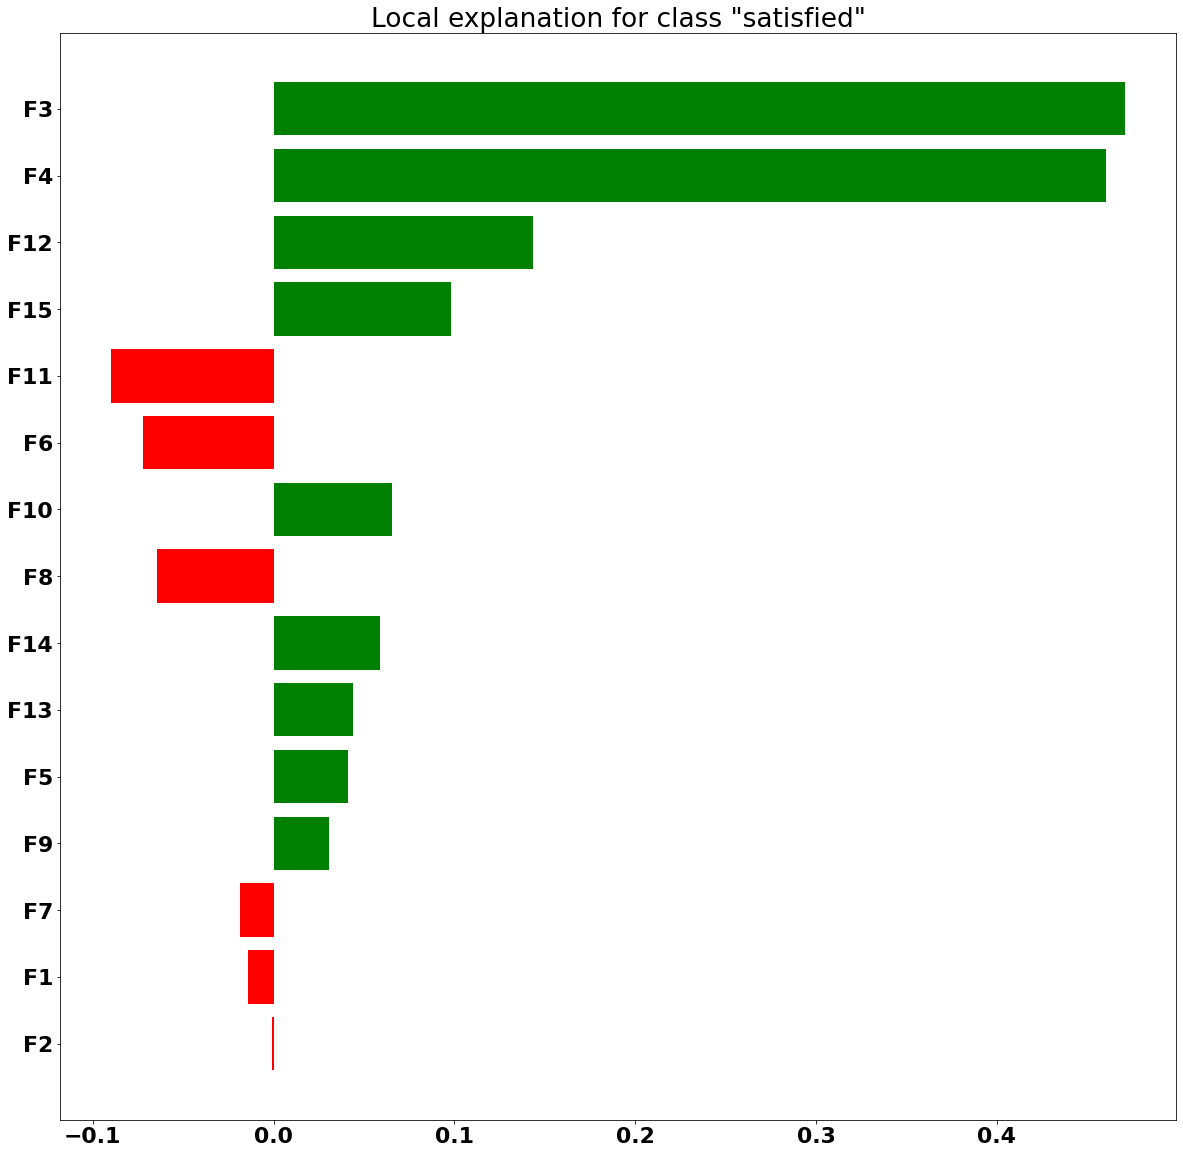 Local explanation for class "satisfied"
F3
F4
F12
F15
F11
F6
F10
F8
F14
F13
F5
F9
F7
F1
F2
−0.1 0.0 0.1 0.2 0.3 0.4